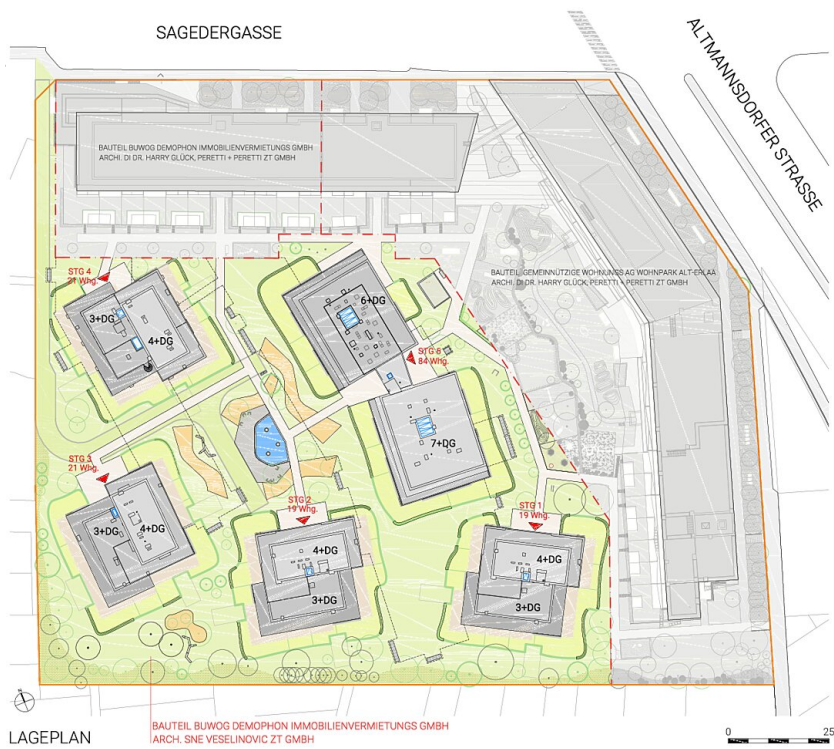 SAGEDERGASSE
ALTMANNSDORFER STRASSE
BAUTEIL BUWOG DEMOPHON IMMOBILIENVERMIETUNGS GMBH
ARCHI. DI DR. HARRY GLÜCK, PERETTI + PERETTI ZT GMBH
BAUTEIL GEMEINNÜTZIGE WOHNUNGS AG WOHNPARK ALT-ERLAA
ARCHI. DI DR. HARRY GLÜCK, PERETTI + PERETTI ZT GMBH
STG 4
21 Whg.
3+DG
4+DG
6+DG
STG 5
84 Whg.
7+DG
STG 3
21 Whg.
3+DG
4+DG
STG 2
19 Whg.
4+DG
3+DG
STG 1
19 Whg.
4+DG
3+DG
N
LAGEPLAN
BAUTEIL BUWOG DEMOPHON IMMOBILIENVERMIETUNGS GMBH
ARCH. SNE VESELINOVIC ZT GMBH
0 25